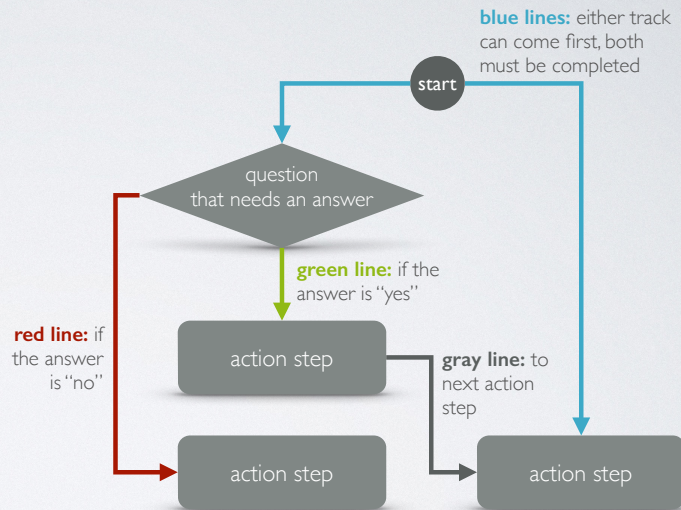 blue lines: either track
can come first, both
must be completed
start
question
that needs an answer
green line: if the
answer is “yes”
red line: if
the answer
is “no”
action step
gray line: to
next action
step
action step
action step